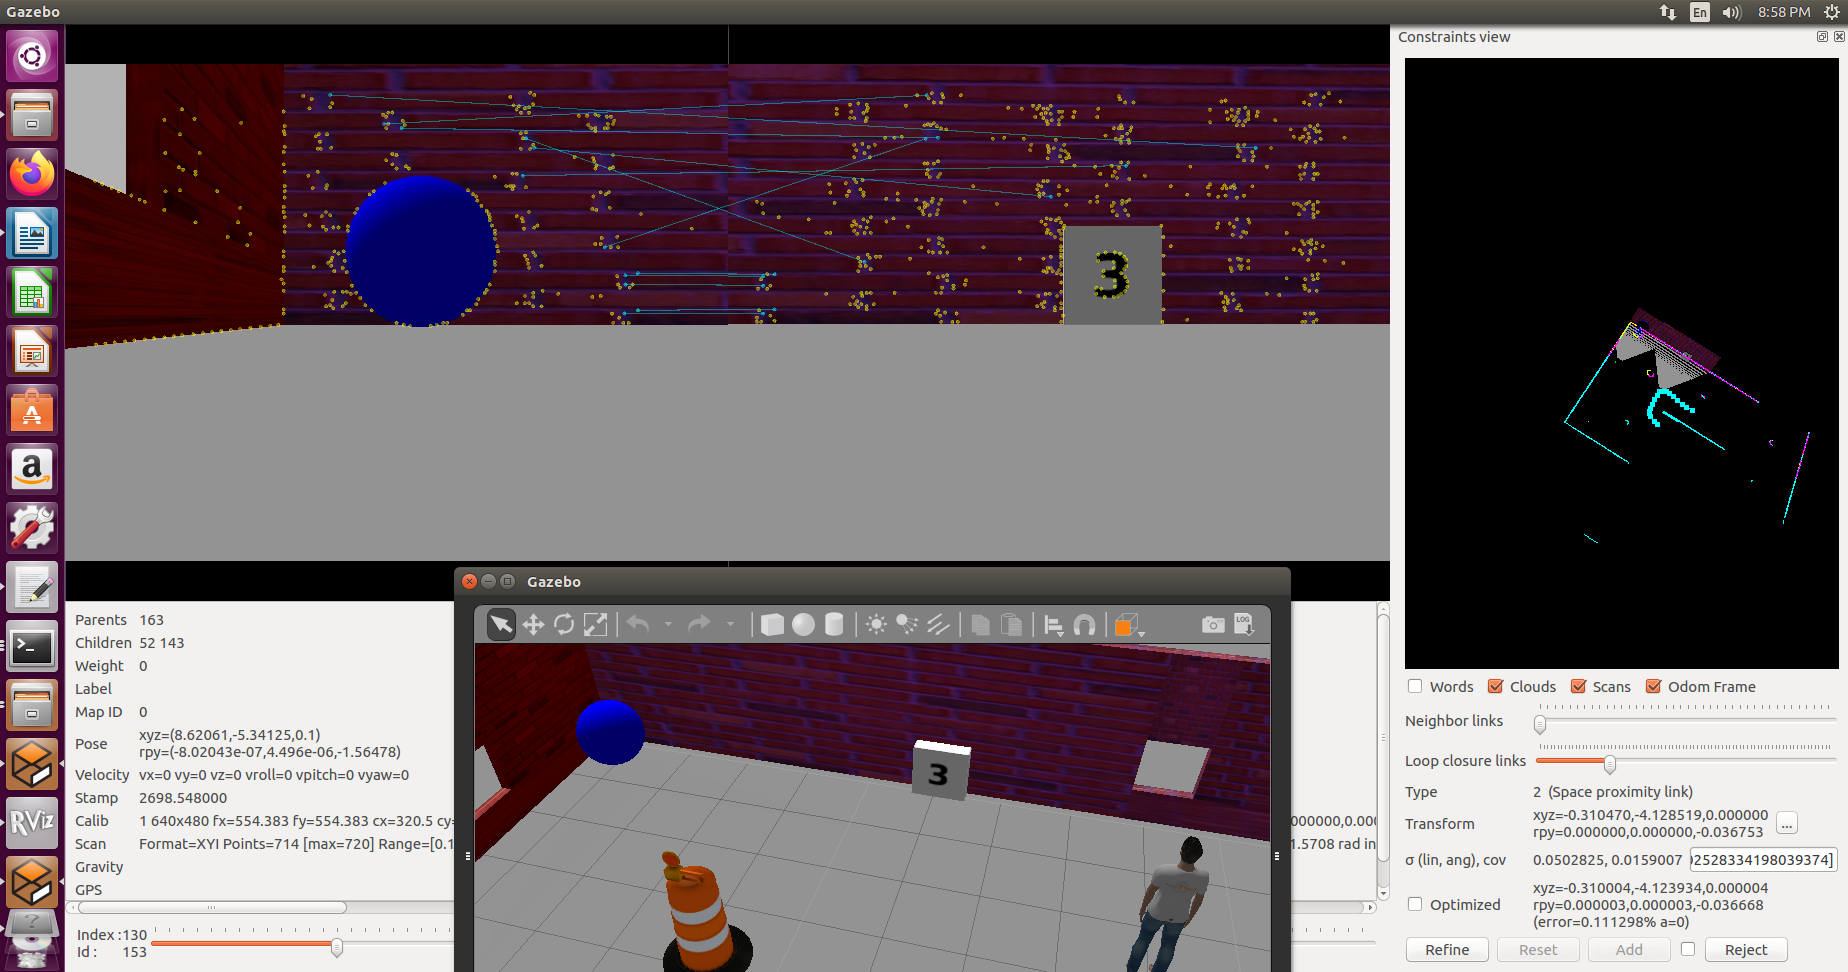 Gazebo
En
8:58 PM
Constraints view
3
Parents 163
Children 52 143
Weight 0
Label
Map ID 0
Pose xyz=(8.62061,-5.34125,0.1)
rpy=(-8.02043e-07,4.496e-06,-1.56478)
Velocity vx=0 vy=0 vz=0 vroll=0 vpitch=0 vyaw=0
Stamp 2698.548000
Calib 1 640x480 fx=554.383 fy=554.383 cx=320.5 cy=
Scan Format=XYI Points=714 [max=720] Range=[0.1
1.5708 rad in
Gravity
GPS
Index :130
Id : 153
Gazebo
LOG
3
Words Clouds Scans Odom Frame
Neighbor links
Loop closure links
Type 2 (Space proximity link)
Transform xyz=-0.310470,-4.128519,0.000000
rpy=0.000000,0.000000,-0.036753
...
σ (lin, ang), cov 0.0502825, 0.0159007 02528334198039374]
Optimized xyz=-0.310004,-4.123934,0.000004
rpy=0.000003,0.000003,-0.036668
(error=0.111298% a=0)
Refine Reset Add Reject
RViz